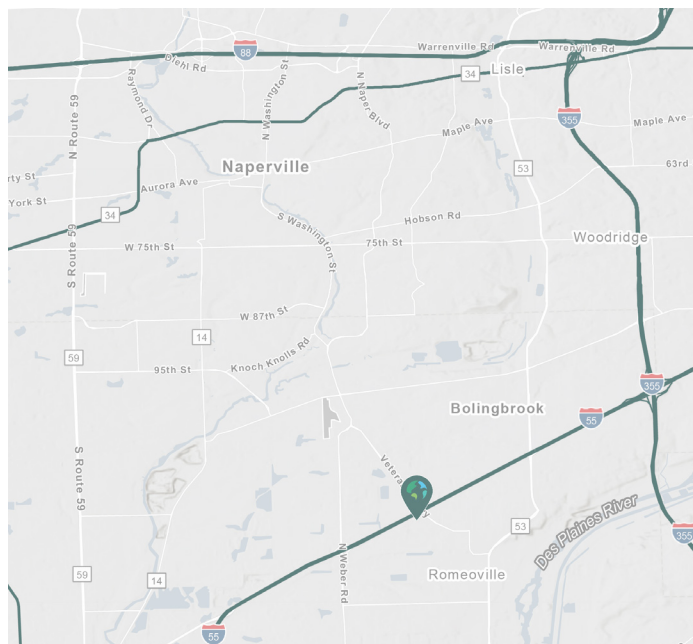 88
Warrenville Rd
Warrenville Rd
Diehl Rd
34
Lisle
Raymond Dr
N Washington St
N Naper Blvd
N Route 59
355
Maple Ave
Maple Ave
Naperville
53
63rd
rty St
Aurora Ave
York St
34
S Washington St
Hobson Rd
Woodridge
W 75th St
75th St
S Route 59
W 87th St
14
Knoch Knolls Rd
59
95th St
355
Bolingbrook
55
S Route 59
53
Des Plaines River
355
N Weber Rd
59
14
Romeoville
55